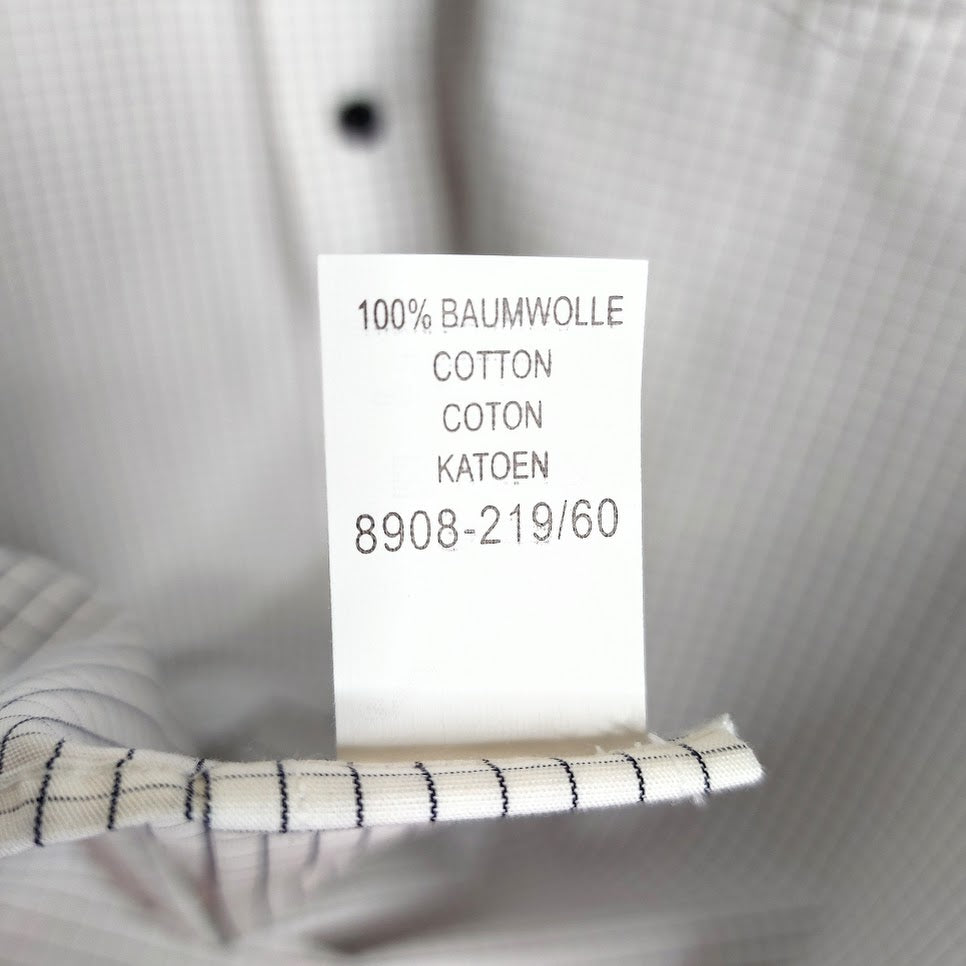 100% BAUMWOLLE
COTTON
COTON
KATOEN
8908-219/60